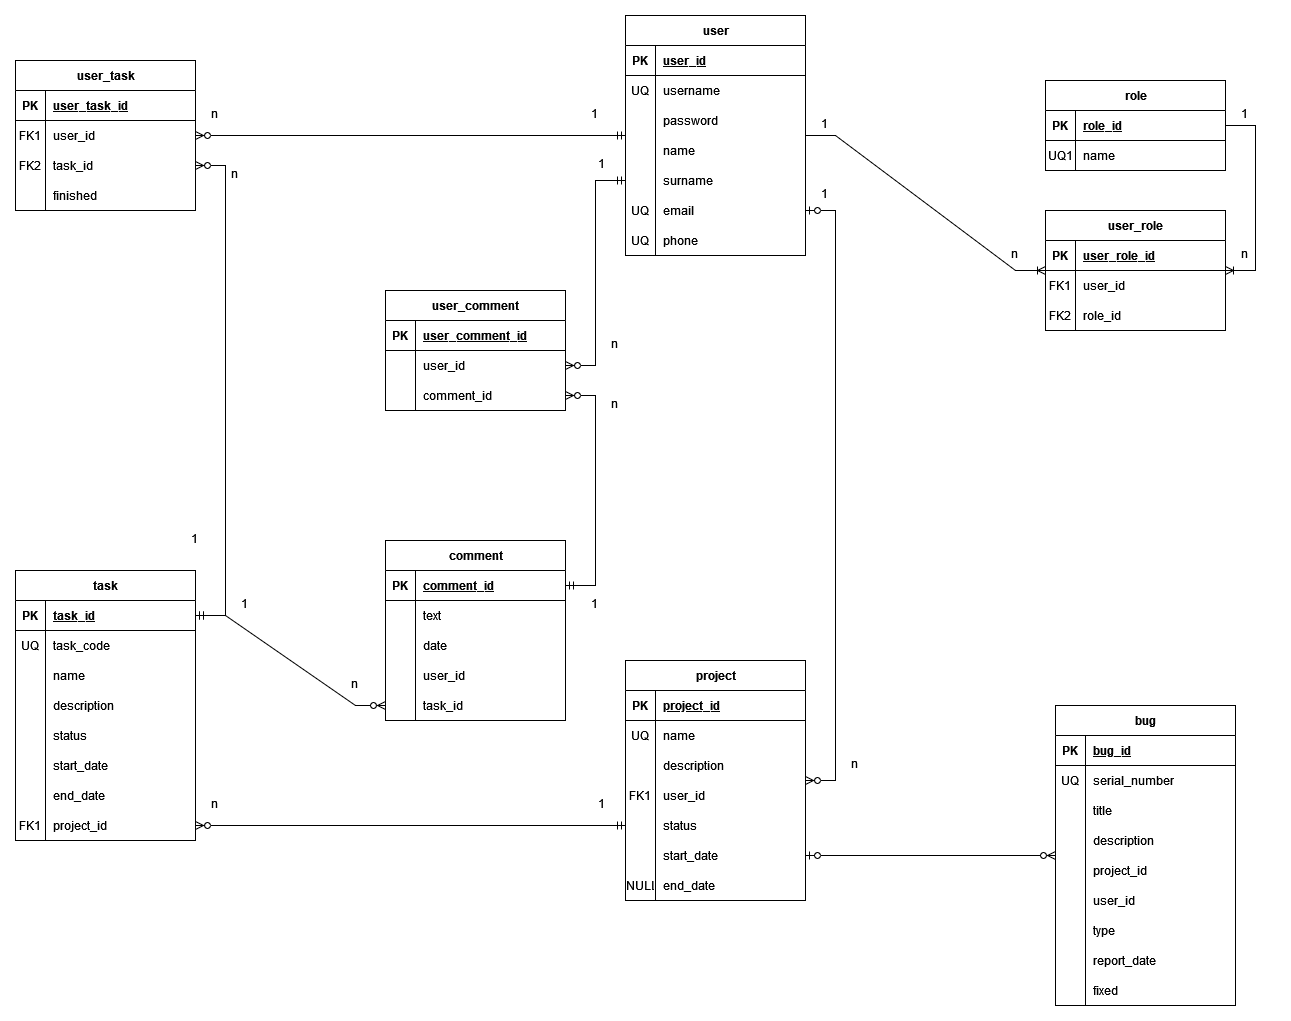 user
PK user_id
UQ username
password
name
surname
UQ email
UQ phone
user_task
PK user_task_id
FK1 user_id
FK2 task_id
finished
n
1
n
1
1
1
role
PK role_id
UQ1 name
1
user_role
PK user_role_id
FK1 user_id
FK2 role_id
n
n
user_comment
PK user_comment_id
user_id
comment_id
n
n
1
comment
PK comment_id
text
date
user_id
task_id
1
1
n
task
PK task_id
UQ task_code
name
description
status
start_date
end_date
FK1 project_id
n
1
project
PK project_id
UQ name
description
FK1 user_id
status
start_date
NULL end_date
n
bug
PK bug_id
UQ serial_number
title
description
project_id
user_id
type
report_date
fixed